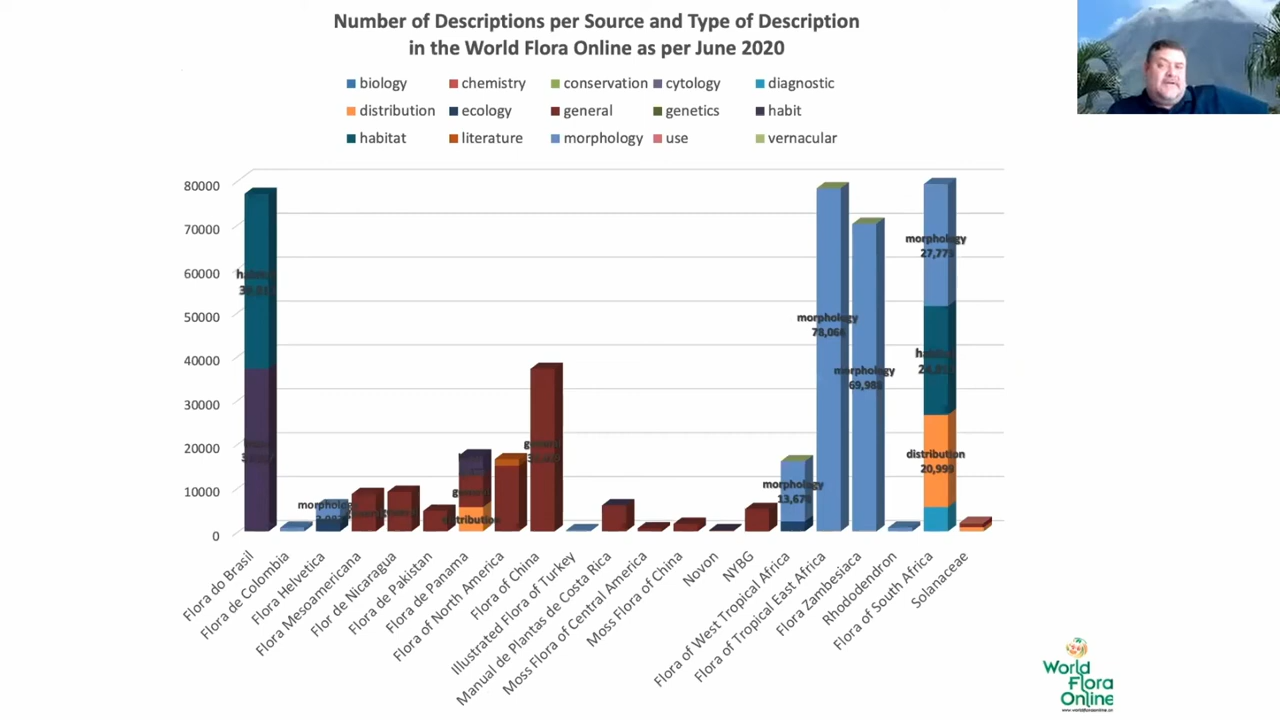 Number of Descriptions per Source and Type of Description
in the World Flora Online as per June 2020
biology chemistry conservation cytology diagnostic
distribution ecology general genetics habit
habitat literature morphology use vernacular
80000
70000
60000
50000
40000
30000
20000
10000
0
morphology
27,775
morphology
78,066
morphology
69,988
distribution
20,999
morphology
13,678
morphology
distribution
Flora do Brasil
Flora de Colombia
Flora Helvetica
Flora Mesoamericana
Flor de Nicaragua
Flora de Pakistan
Flora de Panama
Flora of North America
Flora of China
Illustrated Flora of Turkey
Manual de Plantas de Costa Rica
Moss Flora of Central America
Moss Flora of China
Novon
NYBG
Flora of West Tropical Africa
Flora of Tropical East Africa
Flora Zambesiaca
Rhododendron
Flora of South Africa
Solanaceae
World
Flora
Online
www.worldfloraonline.org